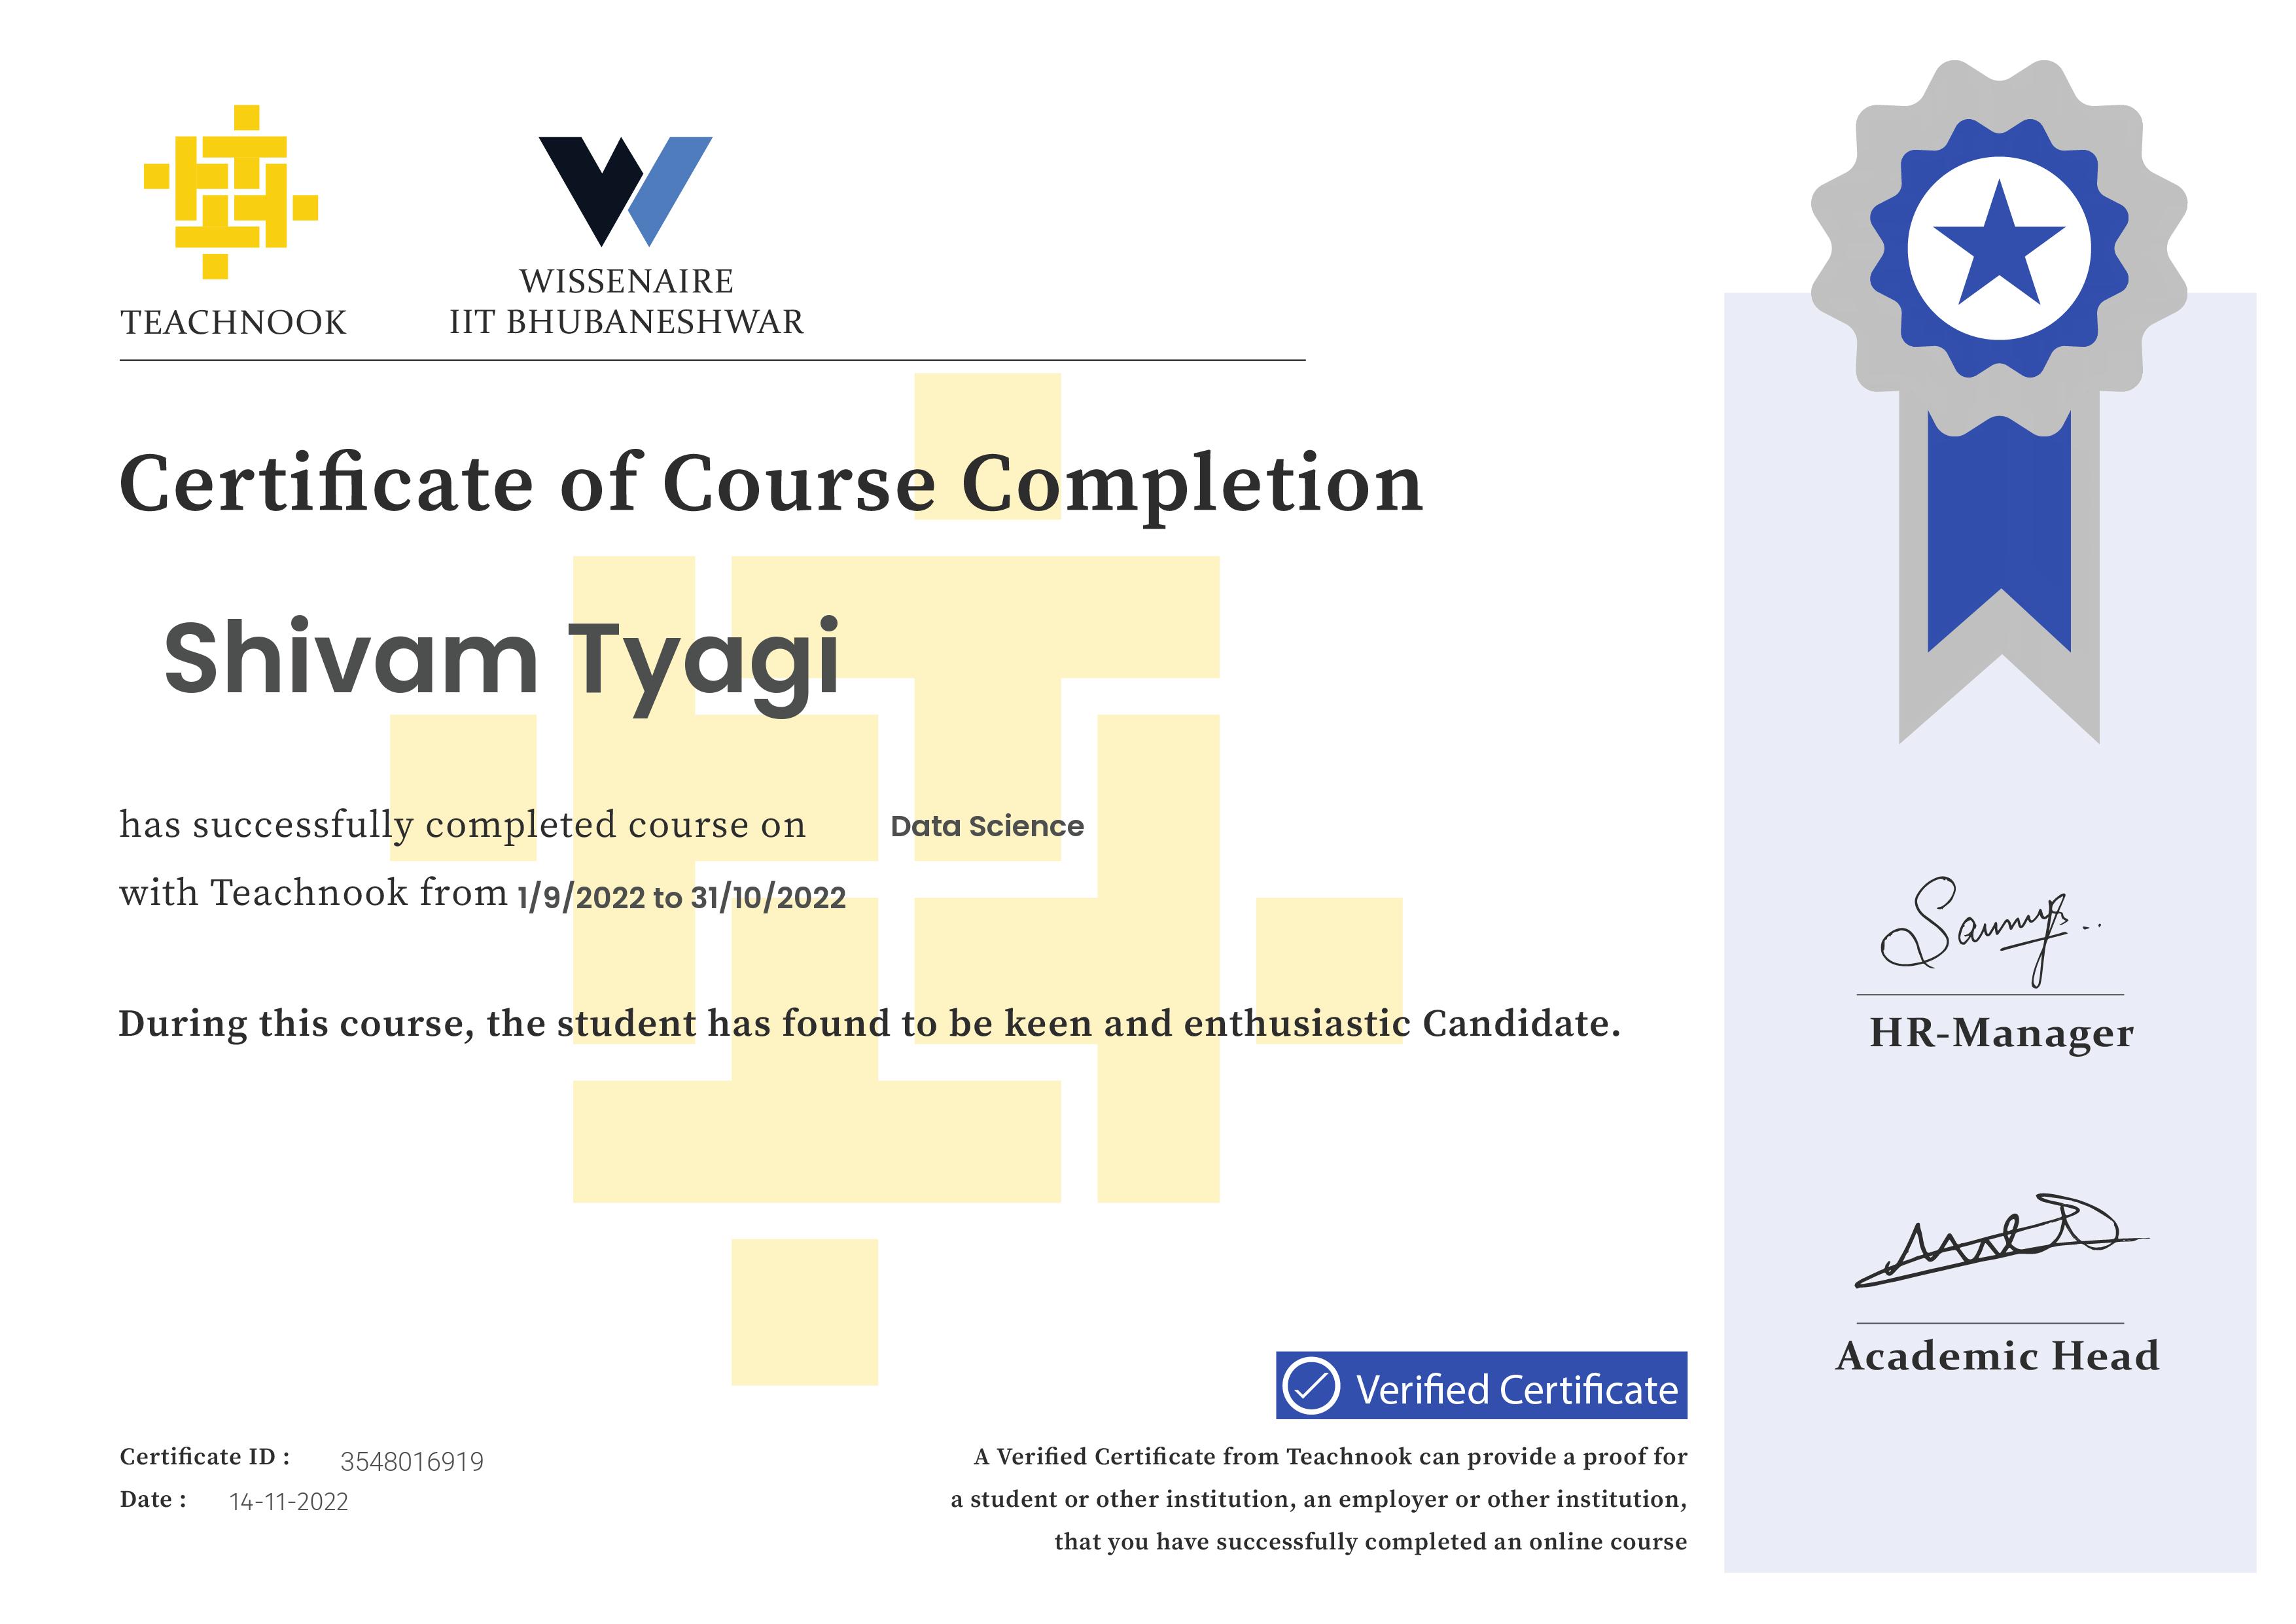 TEACHNOOK
WISSENAIRE
IIT BHUBANESHWAR
Certificate of Course Completion
Shivam Tyagi
has successfully completed course on Data Science
with Teachnook from 1/9/2022 to 31/10/2022
During this course, the student has found to be keen and enthusiastic Candidate.
HR-Manager
Academic Head
Verified Certificate
Certificate ID : 3548016919
Date : 14-11-2022
A Verified Certificate from Teachnook can provide a proof for
a student or other institution, an employer or other institution,
that you have successfully completed an online course